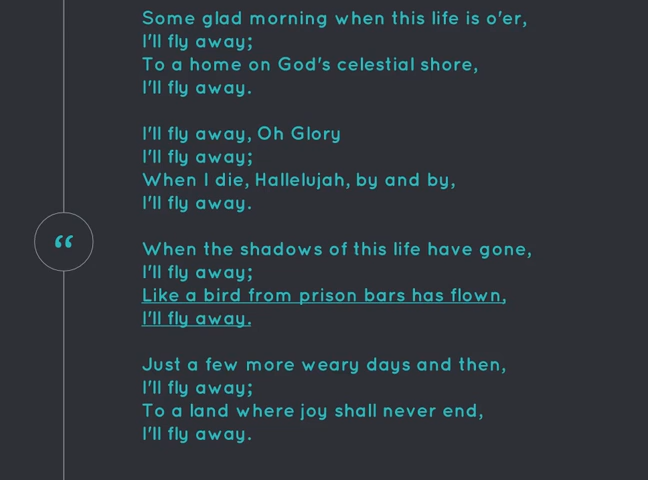 Some glad morning when this life is o'er,
I'll fly away;
To a home on God's celestial shore,
I'll fly away.
I'll fly away, Oh Glory
I'll fly away;
When I die, Hallelujah, by and by,
I'll fly away.
When the shadows of this life have gone,
I'll fly away;
“
Like a bird from prison bars has flown,
I'll fly away.
Just a few more weary days and then,
I'll fly away;
To a land where joy shall never end,
I'll fly away.